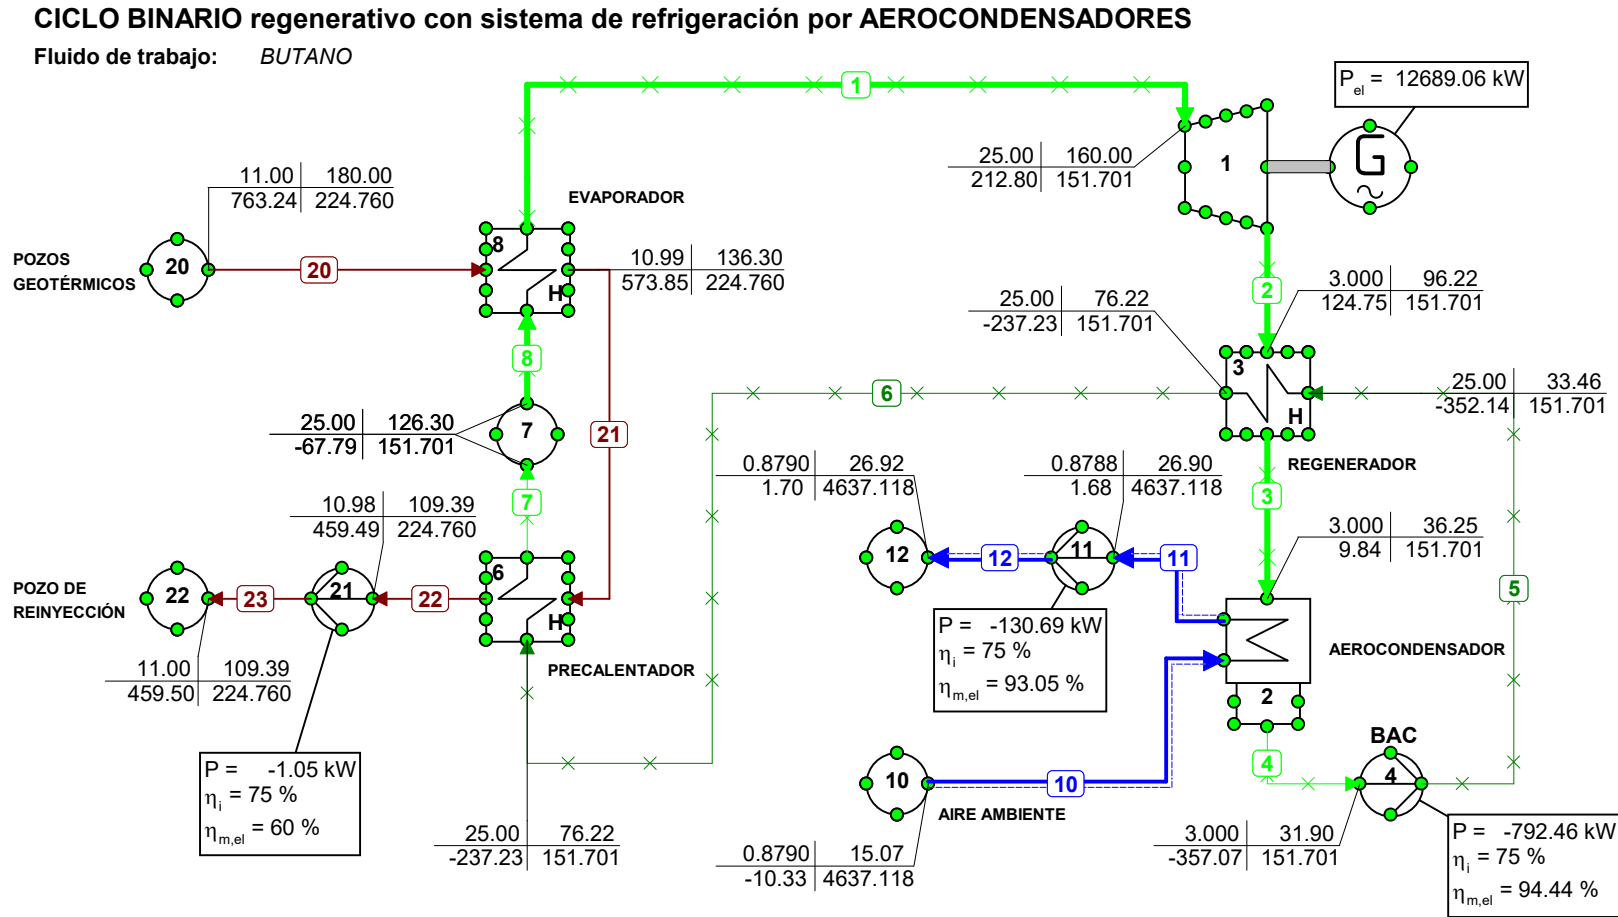 CICLO BINARIO regenerativo con sistema de refrigeración por AEROCONDENSADORES
Fluido de trabajo: BUTANO
1
P_el = 12689.06 kW
G
1
25.00 160.00
212.80 151.701
11.00 180.00
763.24 224.760
EVAPORADOR
8
H
POZOS
GEOTÉRMICOS
20
20
10.99 136.30
573.85 224.760
2
3.000 96.22
124.75 151.701
25.00 76.22
-237.23 151.701
8
3
H
6
25.00 33.46
-352.14 151.701
25.00 126.30
-67.79 151.701
7
21
REGENERADOR
0.8790 26.92
1.70 4637.118
0.8788 26.90
1.68 4637.118
3
7
10.98 109.39
459.49 224.760
3.000 36.25
9.84 151.701
12
12
11
11
POZO DE
REINYECCIÓN
22
23
21
22
6
H
5
PRECALENTADOR
P = -130.69 kW
η_i = 75 %
η_m,el = 93.05 %
AEROCONDENSADOR
2
11.00 109.39
459.50 224.760
P = -1.05 kW
η_i = 75 %
η_m,el = 60 %
BAC
4
4
10
10
AIRE AMBIENTE
25.00 76.22
-237.23 151.701
0.8790 15.07
-10.33 4637.118
3.000 31.90
-357.07 151.701
P = -792.46 kW
η_i = 75 %
η_m,el = 94.44 %